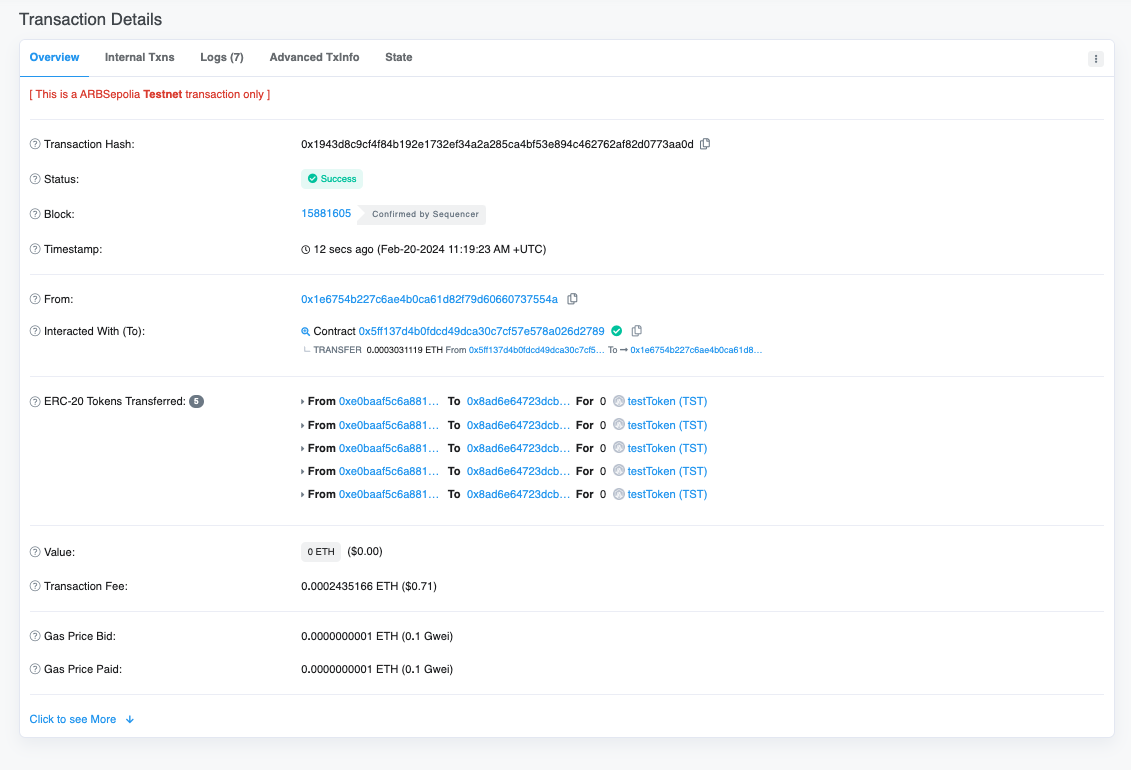 Transaction Details
Overview Internal Txns Logs (7) Advanced TxInfo State
[ This is a ARBSepolia Testnet transaction only ]
Transaction Hash: 0x1943d8c9cf4f84b192e1732ef34a2a285ca4bf53e894c462762af82d0773aa0d
Status: Success
Block: 15881605 Confirmed by Sequencer
Timestamp: 12 secs ago (Feb-20-2024 11:19:23 AM +UTC)
From: 0x1e6754b227c6ae4b0ca61d82f79d60660737554a
Interacted With (To): Contract 0x5ff137d4b0fdcd49dca30c7cf57e578a026d2789
TRANSFER 0.0003031119 ETH From 0x5ff137d4b0fdcd49dca30c7cf5... To → 0x1e6754b227c6ae4b0ca61d8...
ERC-20 Tokens Transferred: 5 From 0xe0baaf5c6a881... To 0x8ad6e64723dcb... For 0 testToken (TST)
From 0xe0baaf5c6a881... To 0x8ad6e64723dcb... For 0 testToken (TST)
From 0xe0baaf5c6a881... To 0x8ad6e64723dcb... For 0 testToken (TST)
From 0xe0baaf5c6a881... To 0x8ad6e64723dcb... For 0 testToken (TST)
From 0xe0baaf5c6a881... To 0x8ad6e64723dcb... For 0 testToken (TST)
Value: 0 ETH ($0.00)
Transaction Fee: 0.0002435166 ETH ($0.71)
Gas Price Bid: 0.0000000001 ETH (0.1 Gwei)
Gas Price Paid: 0.0000000001 ETH (0.1 Gwei)
Click to see More ↓